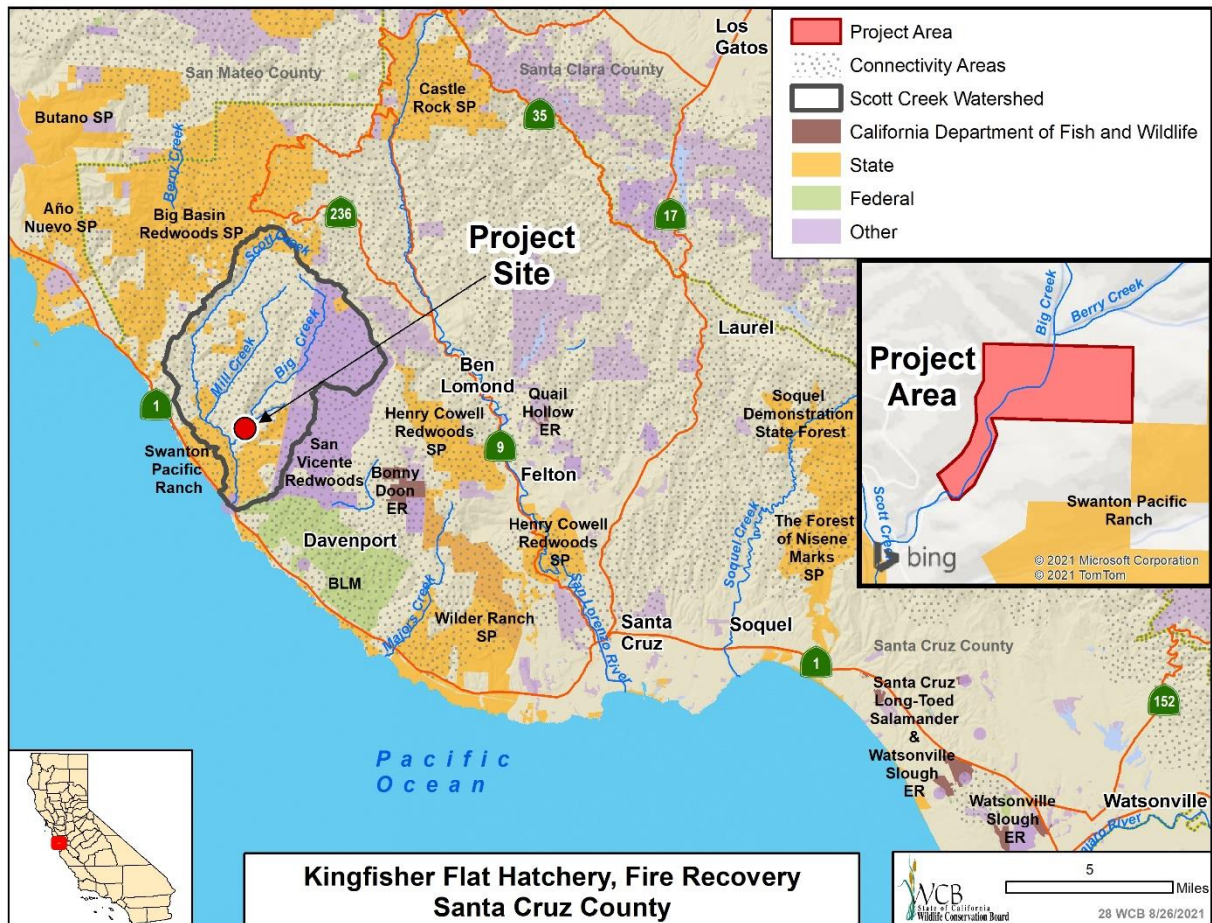 Los
Gatos
San Mateo County
Santa Clara County
Castle
Rock SP
35
Butano SP
Berry Creek
Año
Nuevo SP
Big Basin
Redwoods SP
236
17
Project
Site
Scott Creek
Mill Creek
Big Creek
Laurel
Ben
Lomond
1
Quail
Hollow
ER
Soquel
Demonstration
State Forest
Henry Cowell
Redwoods
SP
9
Swanton
Pacific
Ranch
San
Vicente
Redwoods
Bonny
Doon
ER
Felton
Henry Cowell
Redwoods
SP
Soquel Creek
The Forest
of Nisene
Marks
SP
Davenport
BLM
Majors Creek
Wilder Ranch
SP
San Lorenzo River
Santa
Cruz
Soquel
1
Santa Cruz County
Santa Cruz
Long-Toed
Salamander
&
Watsonville
Slough
ER
152
Watsonville
Slough
ER
Watsonville
Pacific
Ocean
Project Area
Connectivity Areas
Scott Creek Watershed
California Department of Fish and Wildlife
State
Federal
Other
Project
Area
Big Creek
Berry Creek
Swanton Pacific
Ranch
bing
© 2021 Microsoft Corporation
© 2021 TomTom
Kingfisher Flat Hatchery, Fire Recovery
Santa Cruz County
WCB
State of California
Wildlife Conservation Board
5
Miles
28 WCB 8/26/2021